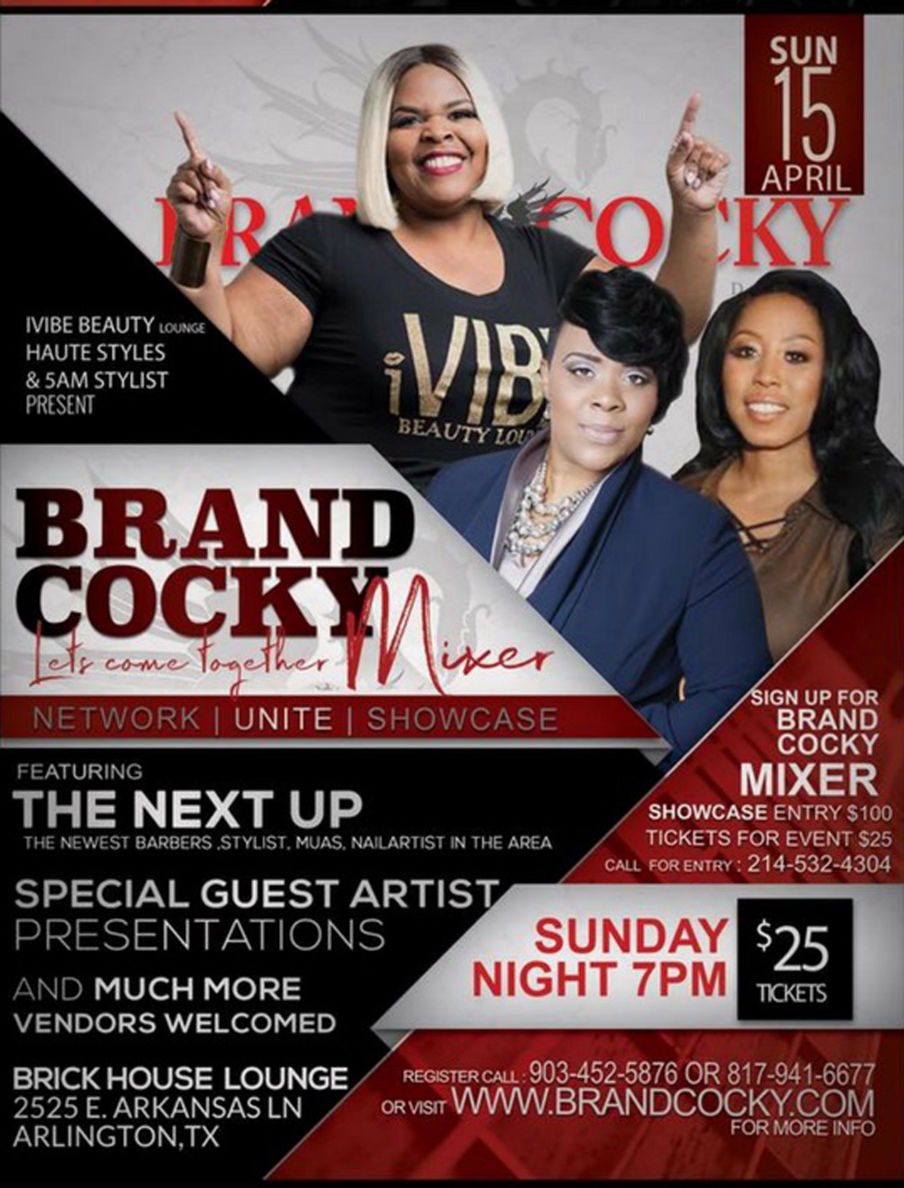 SUN
15
APRIL
COCKY
iVIB
BEAUTY LOU
IVIBE BEAUTY LOUNGE
HAUTE STYLES
& 5AM STYLIST
PRESENT
BRAND
COCKY
Lets come together Mixer
NETWORK | UNITE | SHOWCASE
SIGN UP FOR
BRAND
COCKY
MIXER
SHOWCASE ENTRY $100
TICKETS FOR EVENT $25
CALL FOR ENTRY : 214-532-4304
FEATURING
THE NEXT UP
THE NEWEST BARBERS ,STYLIST, MUAS, NAILARTIST IN THE AREA
SPECIAL GUEST ARTIST
PRESENTATIONS
AND MUCH MORE
VENDORS WELCOMED
SUNDAY
NIGHT 7PM
$25
TICKETS
BRICK HOUSE LOUNGE
2525 E. ARKANSAS LN
ARLINGTON,TX
REGISTER CALL : 903-452-5876 OR 817-941-6677
OR VISIT WWW.BRANDCOCKY.COM
FOR MORE INFO